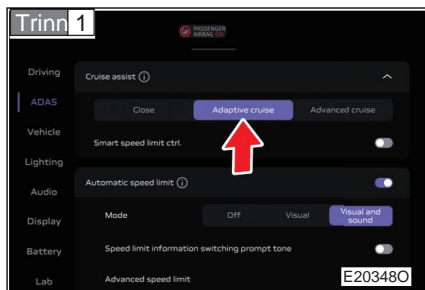 Trinn 1
PASSENGER
AIRBAG ON
Driving
Cruise assist
ADAS
Close Adaptive cruise Advanced cruise
Vehicle
Smart speed limit ctrl.
Lighting
Automatic speed limit
Audio
Mode Off Visual Visual and
sound
Display
Battery
Speed limit information switching prompt tone
Lab
Advanced speed limit
E20348O